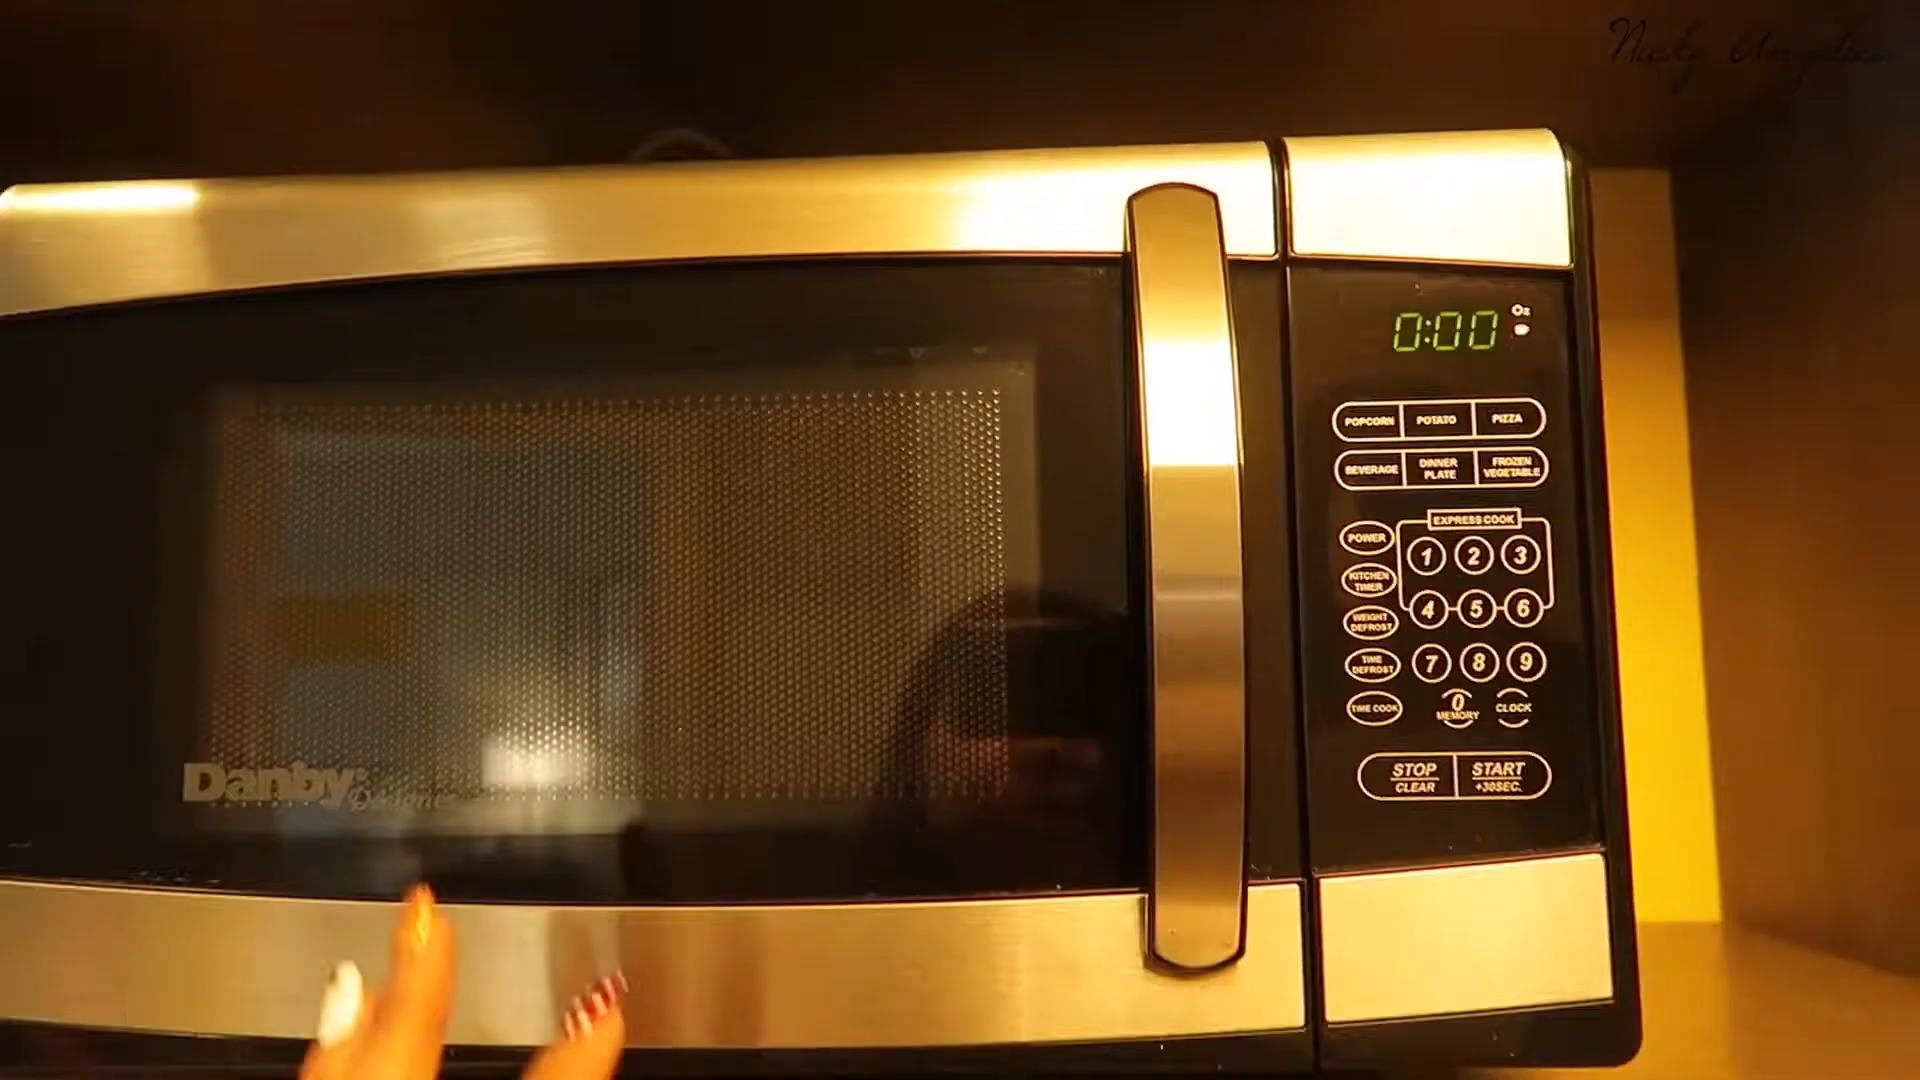 0:00
Oz
POPCORN POTATO PIZZA
BEVERAGE DINNER PLATE FROZEN VEGETABLE
EXPRESS COOK
POWER 1 2 3
KITCHEN TIMER
4 5 6
WEIGHT DEFROST
TIME DEFROST 7 8 9
TIME COOK 0 MEMORY CLOCK
STOP CLEAR START +30SEC.
Danby Designer